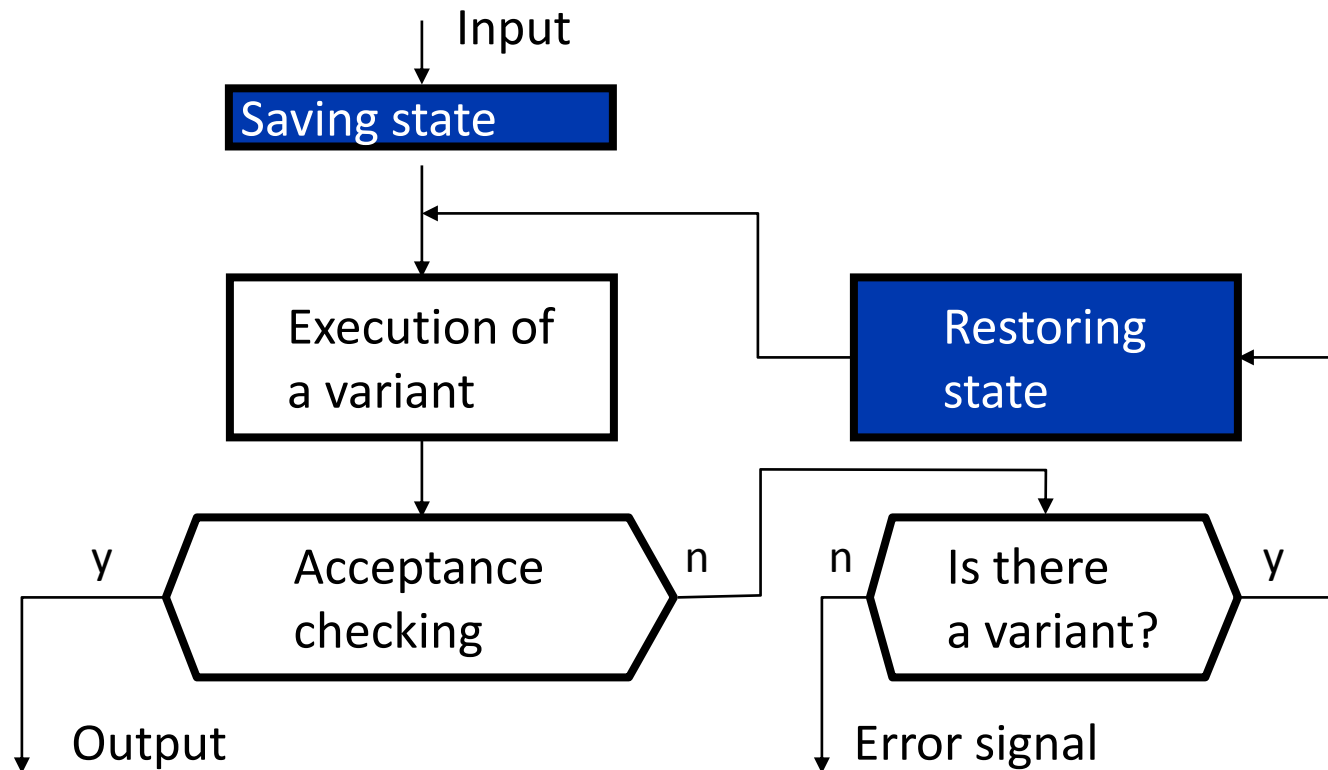 Input
Saving state
Execution of
a variant
Restoring
state
y
Acceptance
checking
n
n
Is there
a variant?
y
Output
Error signal